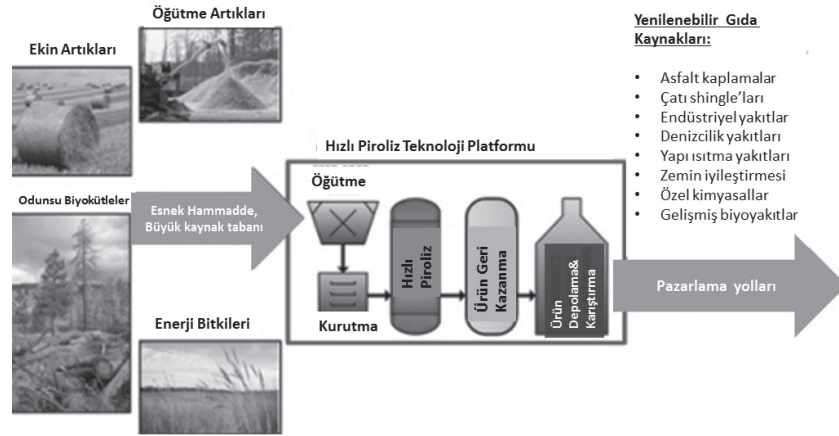 Öğütme Artıkları
Ekin Artıkları
Odunsu Biyokütleler
Enerji Bitkileri
Esnek Hammadde,
Büyük kaynak tabanı
Hızlı Piroliz Teknoloji Platformu
Öğütme
Kurutma
Hızlı
Piroliz
Ürün Geri
Kazanma
Ürün
Depolama&
Karıştırma
Yenilenebilir Gıda
Kaynakları:
• Asfalt kaplamalar
• Çatı shingle’ları
• Endüstriyel yakıtlar
• Denizcilik yakıtları
• Yapı ısıtma yakıtları
• Zemin iyileştirmesi
• Özel kimyasallar
• Gelişmiş biyoyakıtlar
Pazarlama yolları